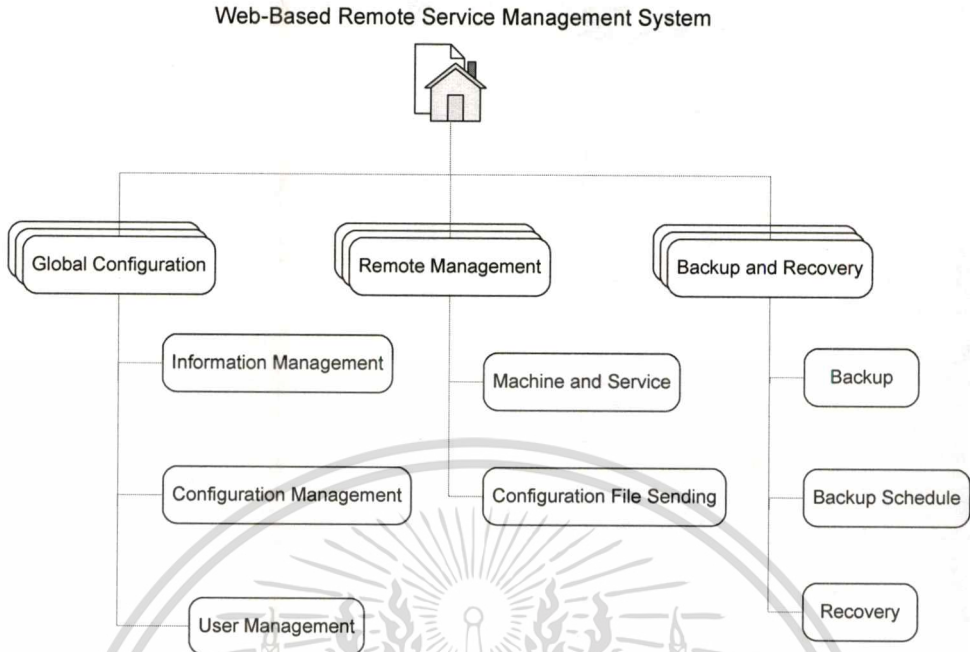 Web-Based Remote Service Management System
Global Configuration
Remote Management
Backup and Recovery
Information Management
Machine and Service
Backup
Configuration Management
Configuration File Sending
Backup Schedule
User Management
Recovery